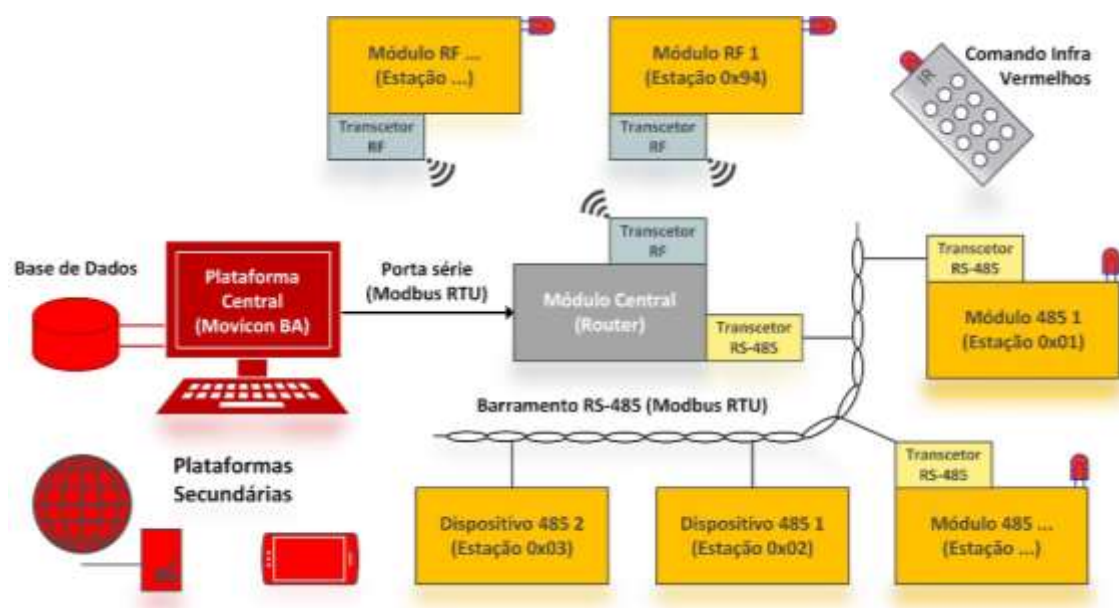 Módulo RF ...
(Estação ...)
Transcetor
RF
Módulo RF 1
(Estação 0x94)
Transcetor
RF
Comando Infra
Vermelhos
IR
Base de Dados
Plataforma
Central
(Movicon BA)
Porta série
(Modbus RTU)
Transcetor
RF
Módulo Central
(Router)
Transcetor
RS-485
Transcetor
RS-485
Módulo 485 1
(Estação 0x01)
Barramento RS-485 (Modbus RTU)
Plataformas
Secundárias
Dispositivo 485 2
(Estação 0x03)
Dispositivo 485 1
(Estação 0x02)
Transcetor
RS-485
Módulo 485 ...
(Estação ...)